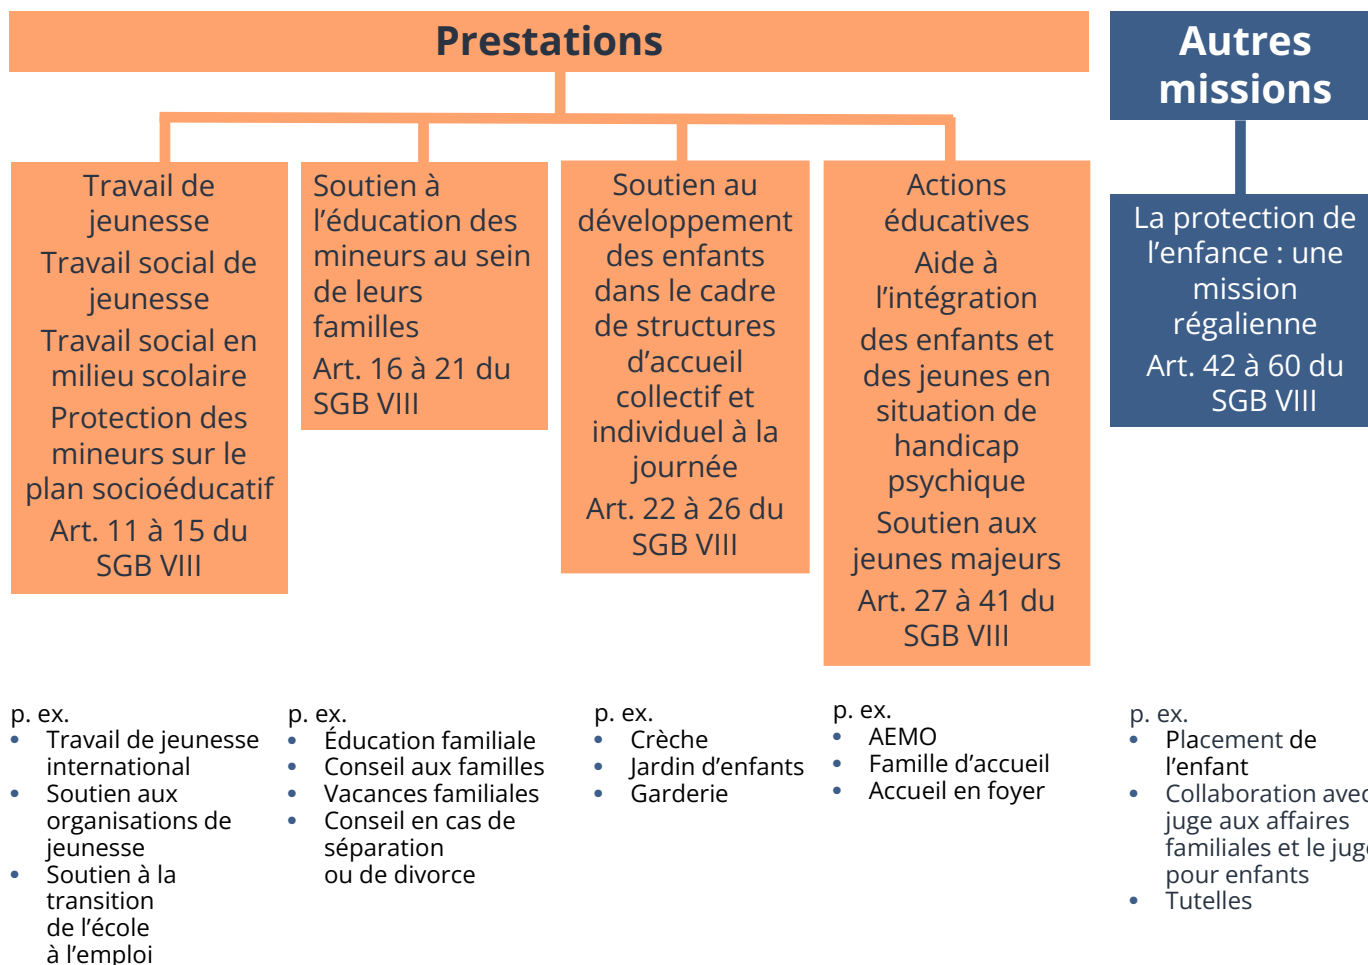 Prestations
Autres
missions
Travail de
jeunesse
Travail social de
jeunesse
Travail social en
milieu scolaire
Protection des
mineurs sur le
plan socioéducatif
Art. 11 à 15 du
SGB VIII
Soutien à
l’éducation des
mineurs au sein
de leurs
familles
Art. 16 à 21 du
SGB VIII
Soutien au
développement
des enfants
dans le cadre
de structures
d’accueil
collectif et
individuel à la
journée
Art. 22 à 26 du
SGB VIII
Actions
éducatives
Aide à
l’intégration
des enfants et
des jeunes en
situation de
handicap
psychique
Soutien aux
jeunes majeurs
Art. 27 à 41 du
SGB VIII
La protection de
l’enfance : une
mission
régalienne
Art. 42 à 60 du
SGB VIII
p. ex.
• Travail de jeunesse
international
• Soutien aux
organisations de
jeunesse
• Soutien à la
transition
de l’école
à l’emploi
p. ex.
• Éducation familiale
• Conseil aux familles
• Vacances familiales
• Conseil en cas de
séparation
ou de divorce
p. ex.
• Crèche
• Jardin d’enfants
• Garderie
p. ex.
• AEMO
• Famille d’accueil
• Accueil en foyer
p. ex.
• Placement de
l’enfant
• Collaboration avec
juge aux affaires
familiales et le juge
pour enfants
• Tutelles